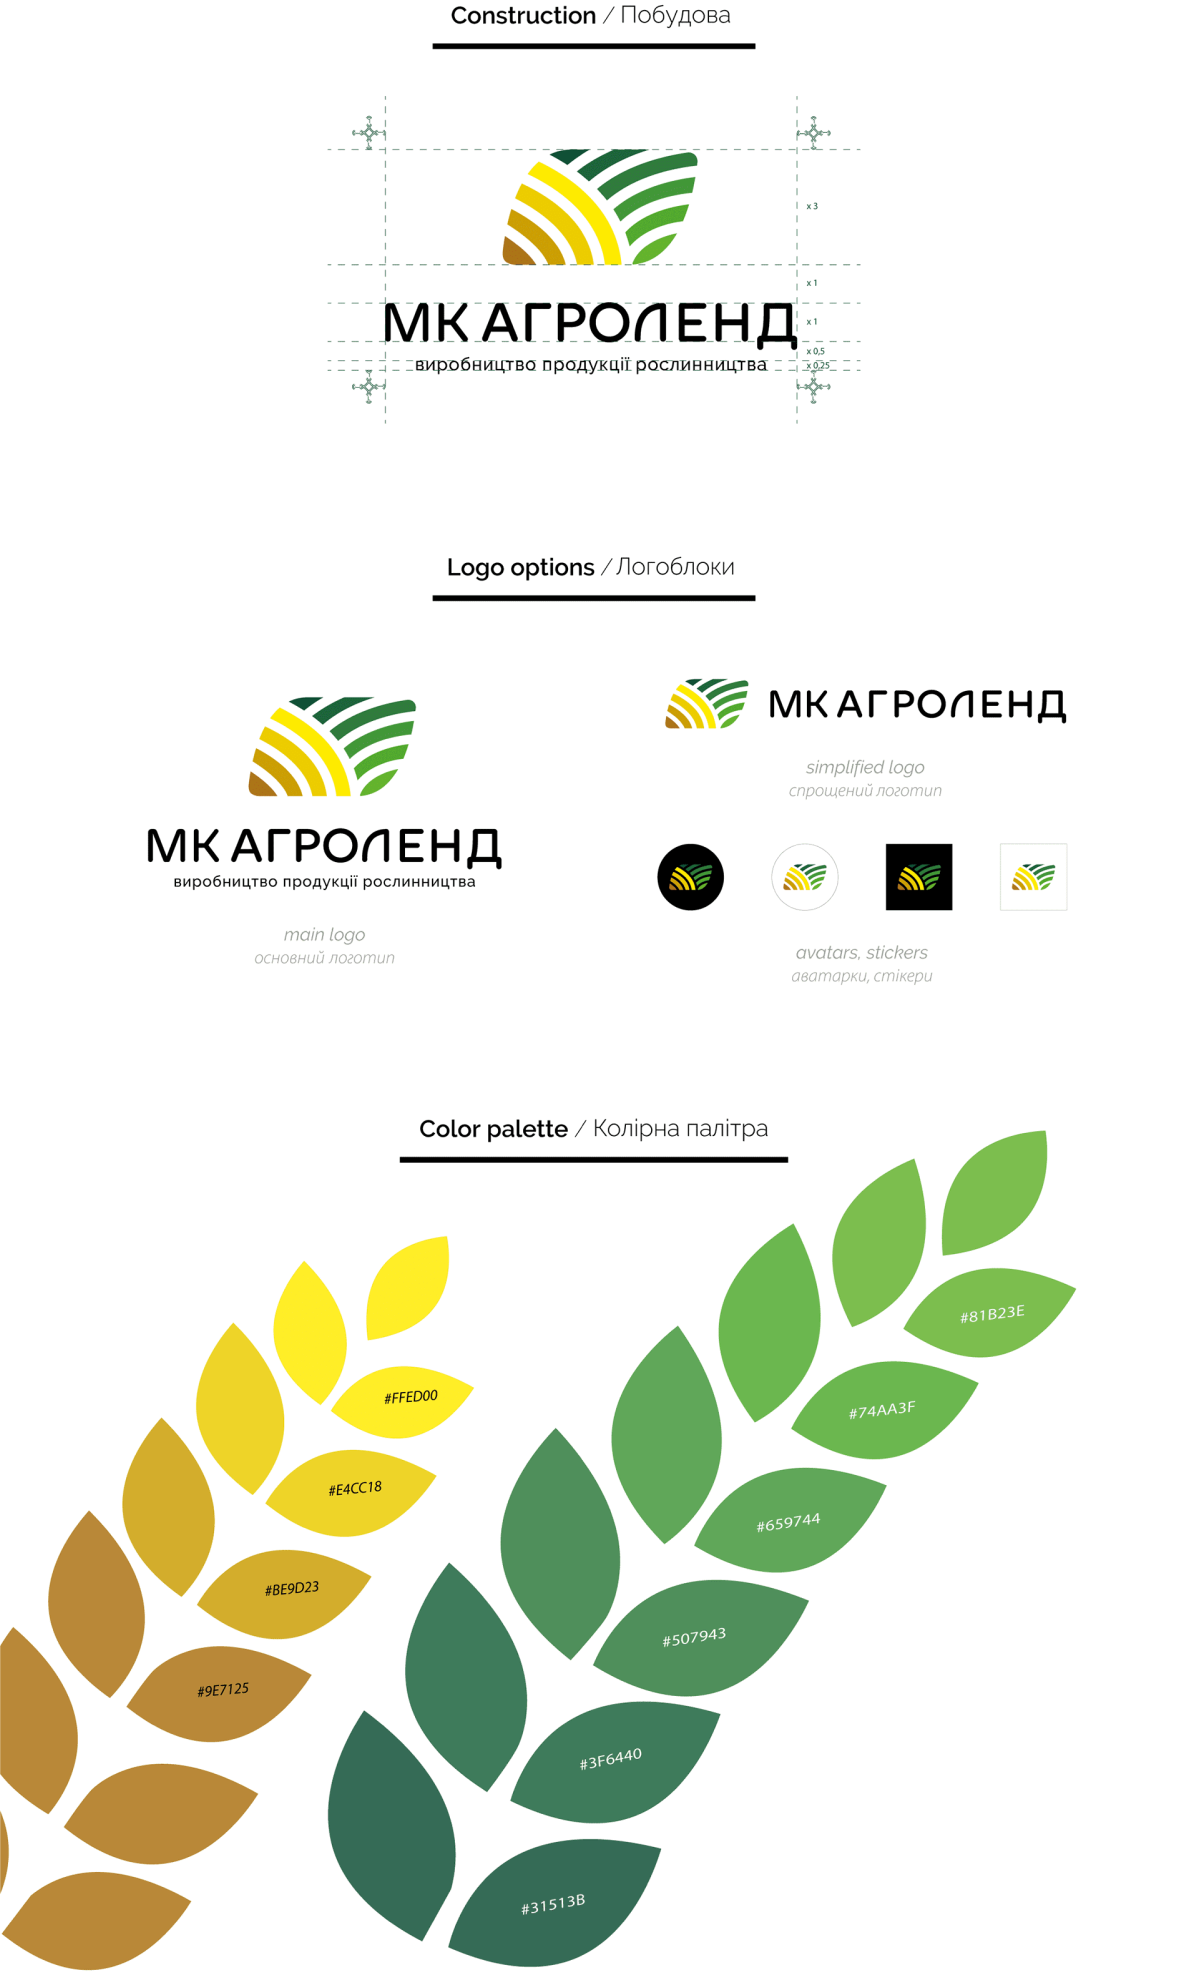 Construction / Побудова
x 3
x 1
МК АГРОЛЕНД
x 1
x 0,5
виробництво продукції рослинництва
x 0,25
Logo options / Логоблоки
МК АГРОЛЕНД
виробництво продукції рослинництва
main logo
основний логотип
МК АГРОЛЕНД
simplified logo
спрощений логотип
avatars, stickers
аватарки, стікери
Color palette / Колірна палітра
#FFED00
#E4CC18
#BE9D23
#9E7125
#81B23E
#74AA3F
#659744
#507943
#3F6440
#31513B